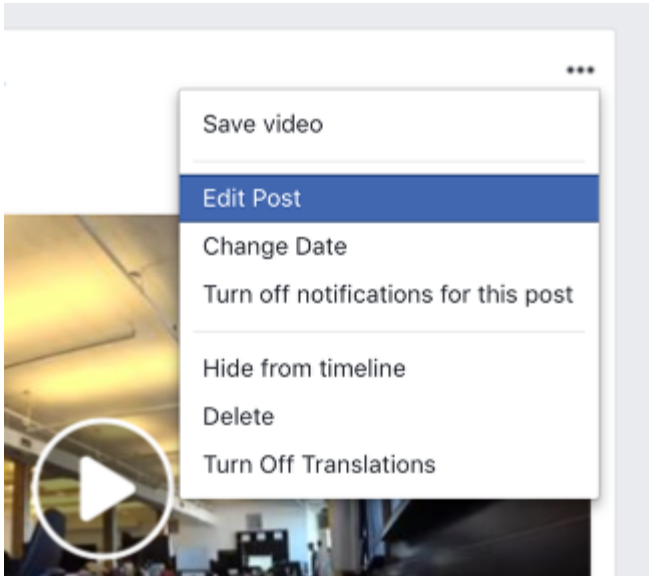 Save video
Edit Post
Change Date
Turn off notifications for this post
Hide from timeline
Delete
Turn Off Translations